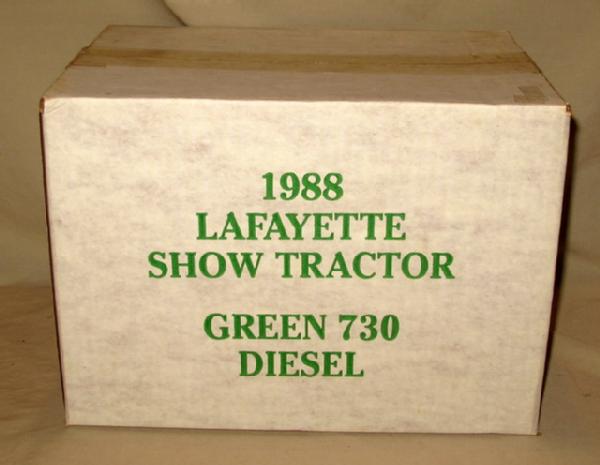 1988
LAFAYETTE
SHOW TRACTOR
GREEN 730
DIESEL